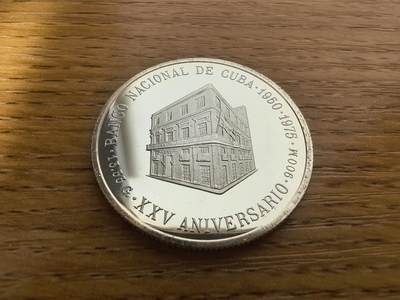 BANCO NACIONAL DE CUBA·1950·1975
XXV ANIVERSARIO